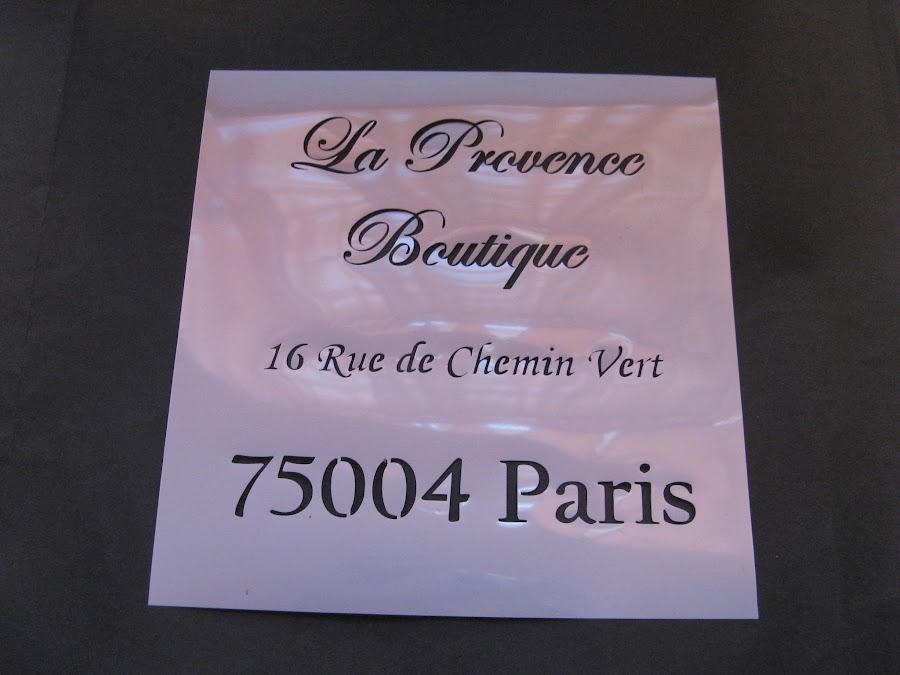 La Provence
Boutique
16 Rue de Chemin Vert
75004 Paris